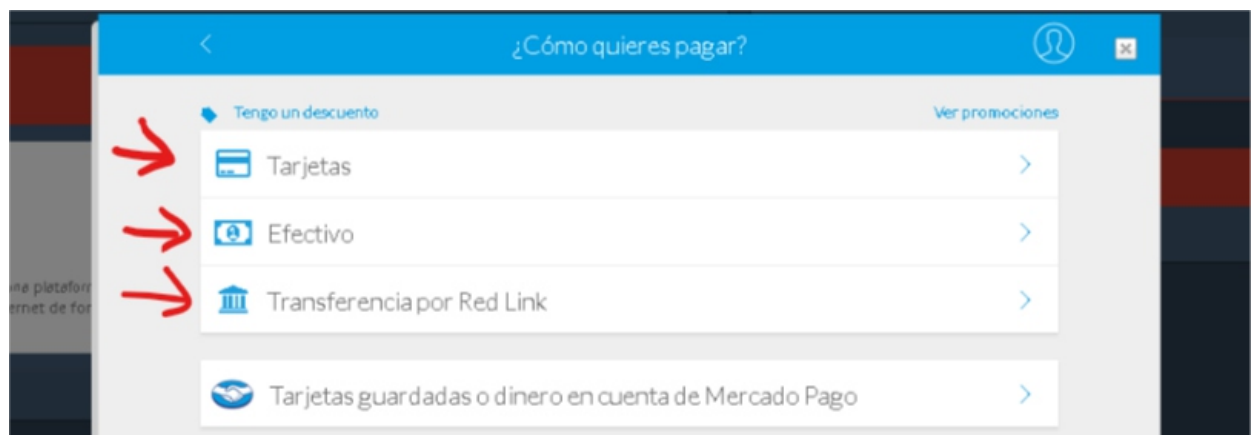 ¿Cómo quieres pagar?
Tengo un descuento
Ver promociones
Tarjetas
Efectivo
Transferencia por Red Link
Tarjetas guardadas o dinero en cuenta de Mercado Pago